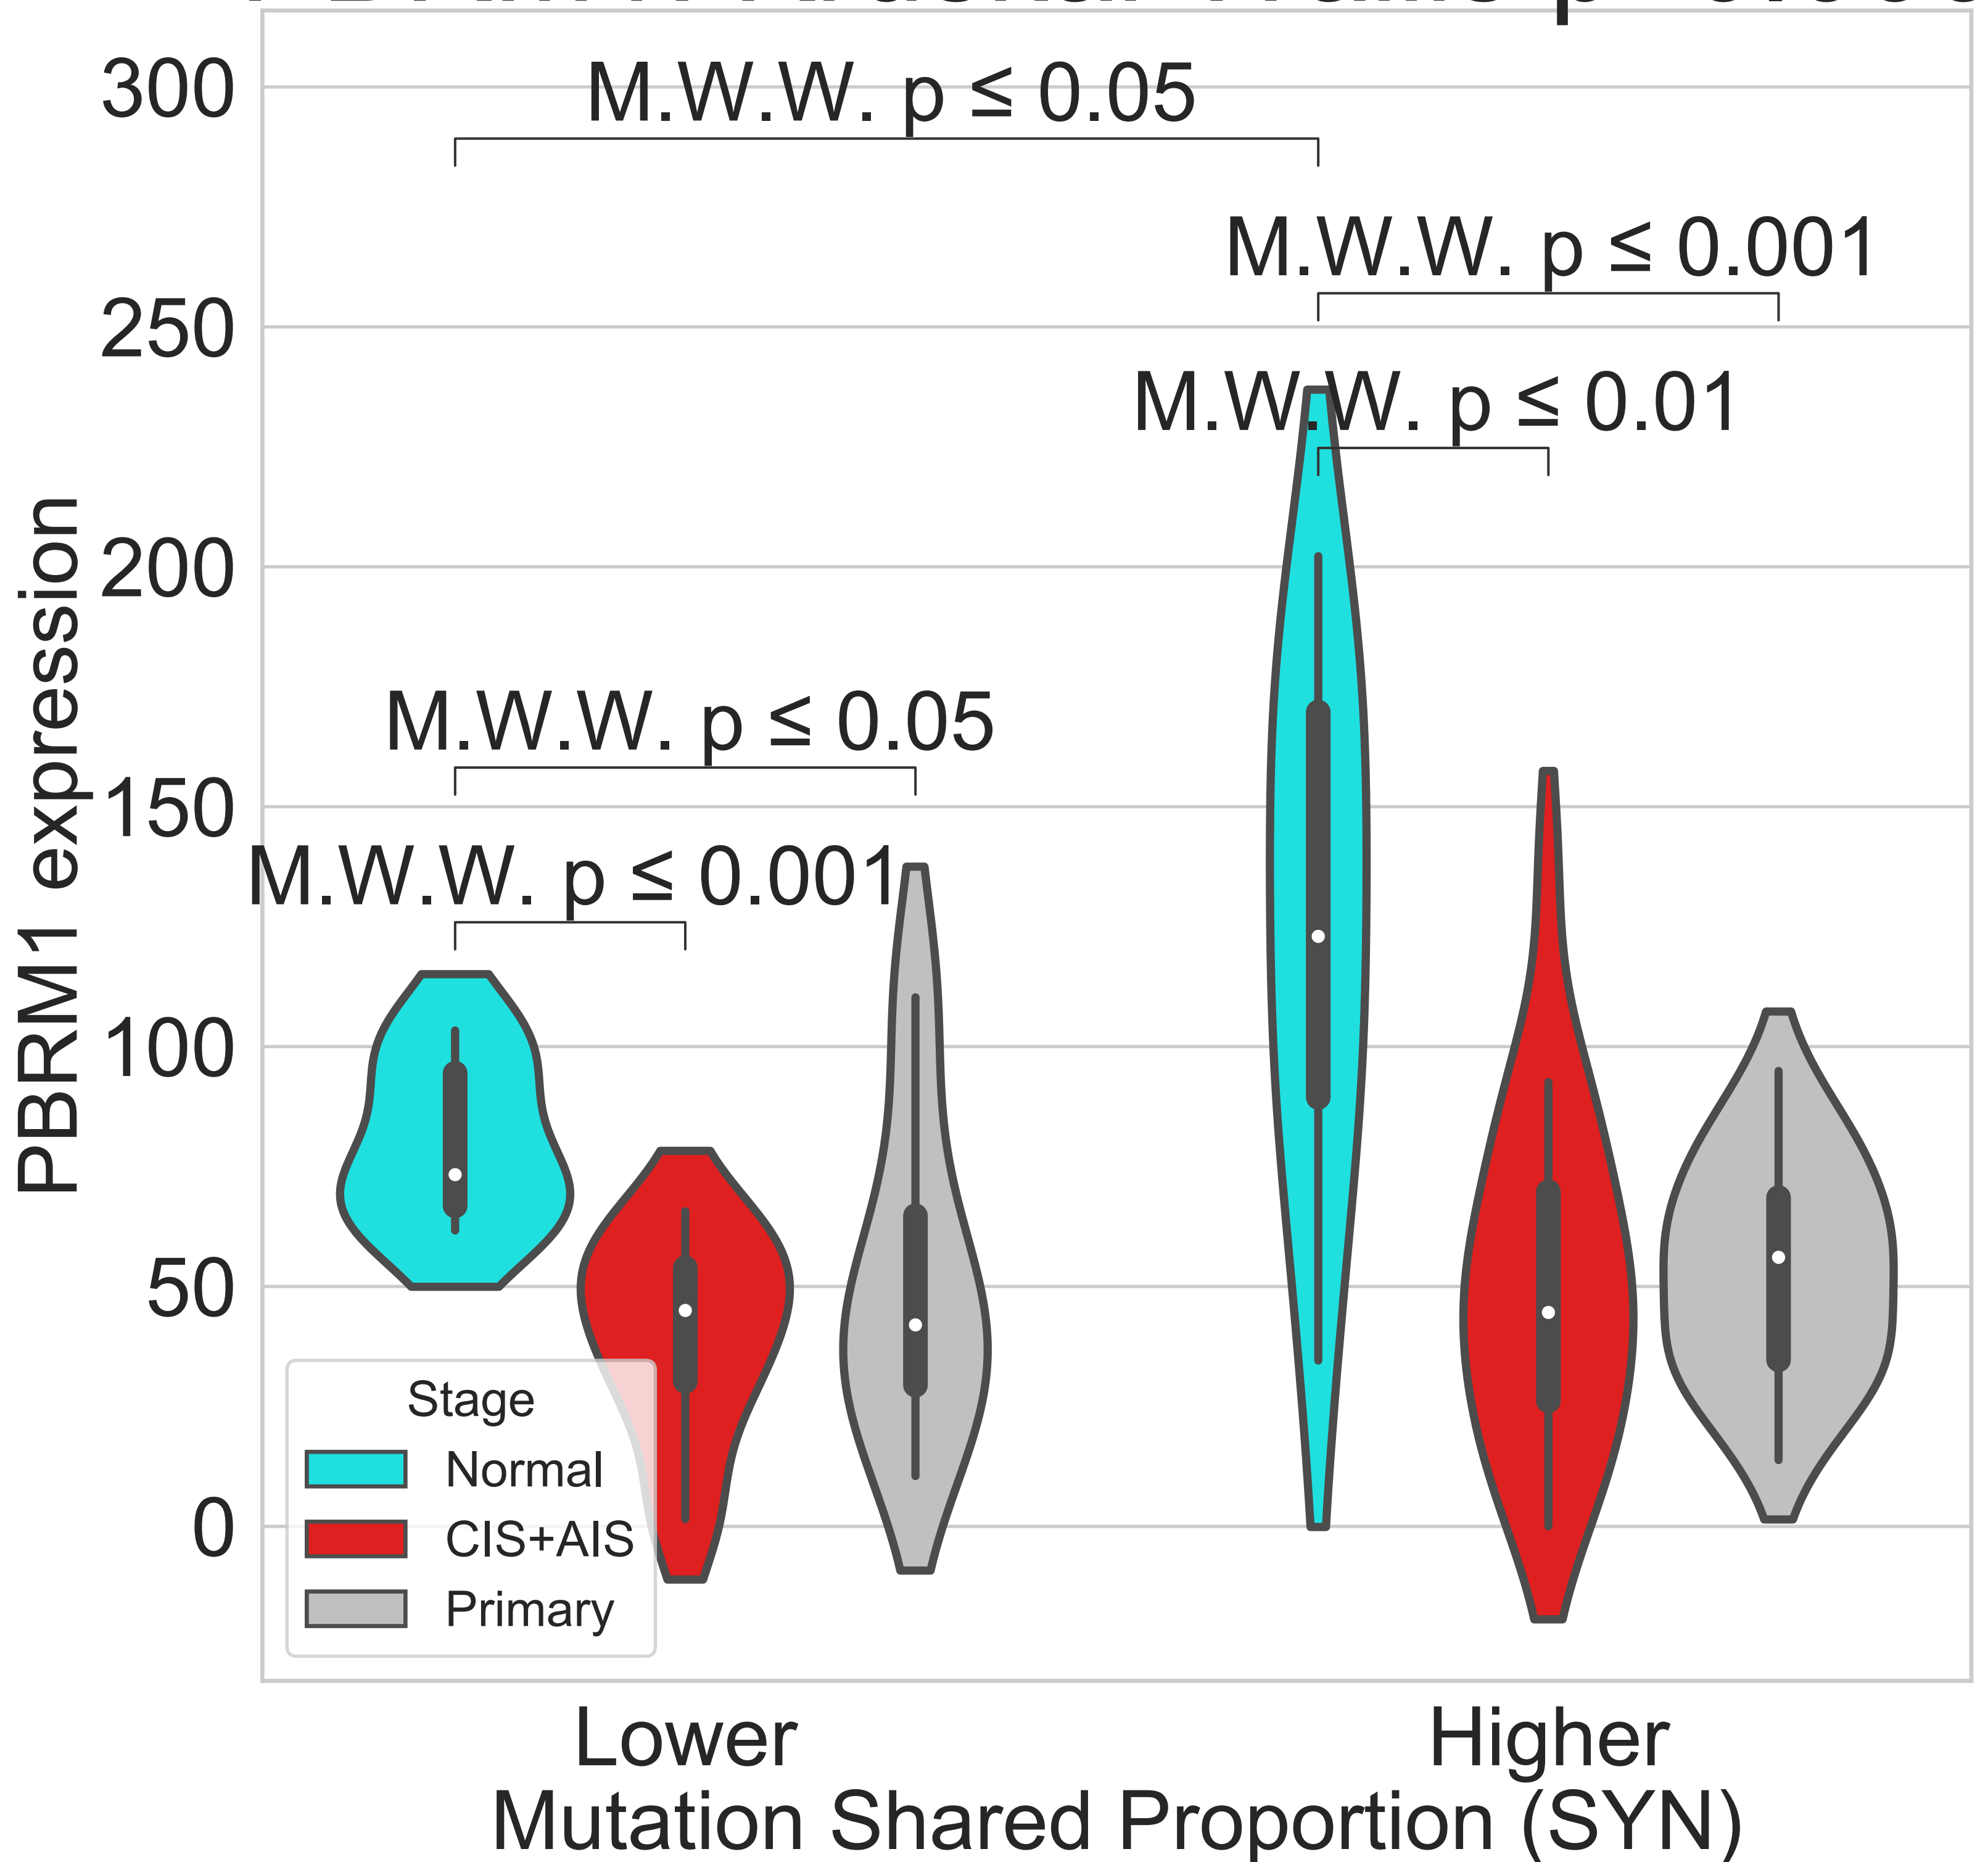 300
M.W.W. p ≤ 0.05
M.W.W. p ≤ 0.001
250
M.W.W. p ≤ 0.01
200
PBRM1 expression
M.W.W. p ≤ 0.05
150
M.W.W. p ≤ 0.001
100
50
0
Stage
Normal
CIS+AIS
Primary
Lower
Higher
Mutation Shared Proportion (SYN)